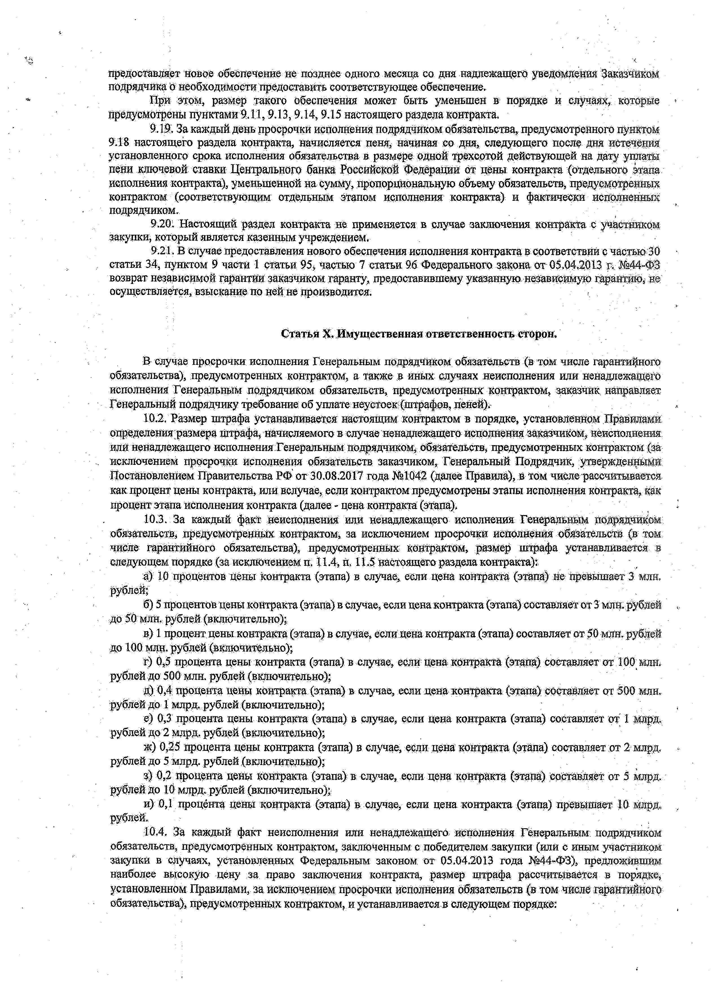 предоставляет новое обеспечение не позднее одного месяца со дня надлежащего уведомления Заказчиком
подрядчика о необходимости предоставить соответствующее обеспечение.
При этом, размер такого обеспечения может быть уменьшен в порядке и случаях, которые
предусмотрены пунктами 9.11, 9.13, 9.14, 9.15 настоящего раздела контракта.
9.19. За каждый день просрочки исполнения подрядчиком обязательства, предусмотренного пунктом
9.18 настоящего раздела контракта, начисляется пеня, начиная со дня, следующего после дня истечения
установленного срока исполнения обязательства в размере одной трехсотой действующей на дату уплаты
пени ключевой ставки Центрального банка Российской Федерации от цены контракта (отдельного этапа
исполнения контракта), уменьшенной на сумму, пропорциональную объему обязательств, предусмотренных
контрактом (соответствующим отдельным этапом исполнения контракта) и фактически исполненных
подрядчиком.
9.20. Настоящий раздел контракта не применяется в случае заключения контракта с участником
закупки, который является казенным учреждением.
9.21. В случае предоставления нового обеспечения исполнения контракта в соответствии с частью 30
статьи 34, пунктом 9 части 1 статьи 95, частью 7 статьи 96 Федерального закона от 05.04.2013 г. №44-ФЗ
возврат независимой гарантии заказчиком гаранту, предоставившему указанную независимую гарантию, не
осуществляется, взыскание по ней не производится.
Статья X. Имущественная ответственность сторон.
В случае просрочки исполнения Генеральным подрядчиком обязательств (в том числе гарантийного
обязательства), предусмотренных контрактом, а также в иных случаях неисполнения или ненадлежащего
исполнения Генеральным подрядчиком обязательств, предусмотренных контрактом, заказчик направляет
Генеральный подрядчику требование об уплате неустоек (штрафов, пеней).
10.2. Размер штрафа устанавливается настоящим контрактом в порядке, установленном Правилами
определения размера штрафа, начисляемого в случае ненадлежащего исполнения заказчиком, неисполнения
или ненадлежащего исполнения Генеральным подрядчиком, обязательств, предусмотренных контрактом (за
исключением просрочки исполнения обязательств заказчиком, Генеральный Подрядчик, утвержденными
Постановлением Правительства РФ от 30.08.2017 года №1042 (далее Правила), в том числе рассчитывается
как процент цены контракта, или вслучае, если контрактом предусмотрены этапы исполнения контракта, как
процент этапа исполнения контракта (далее - цена контракта (этапа).
10.3. За каждый факт неисполнения или ненадлежащего исполнения Генеральным подрядчиком
обязательств, предусмотренных контрактом, за исключением просрочки исполнения обязательств (в том
числе гарантийного обязательства), предусмотренных контрактом, размер штрафа устанавливается в
следующем порядке (за исключением п. 11.4, п. 11.5 настоящего раздела контракта):
а) 10 процентов цены контракта (этапа) в случае, если цена контракта (этапа) не превышает 3 млн.
рублей;
б) 5 процентов цены контракта (этапа) в случае, если цена контракта (этапа) составляет от 3 млн. рублей
до 50 млн. рублей (включительно);
в) 1 процент цены контракта (этапа) в случае, если цена контракта (этапа) составляет от 50 млн. рублей
до 100 млн. рублей (включительно);
г) 0,5 процента цены контракта (этапа) в случае, если цена контракта (этапа) составляет от 100 млн.
рублей до 500 млн. рублей (включительно);
д) 0,4 процента цены контракта (этапа) в случае, если цена контракта (этапа) составляет от 500 млн.
рублей до 1 млрд. рублей (включительно);
е) 0,3 процента цены контракта (этапа) в случае, если цена контракта (этапа) составляет от 1 млрд.
рублей до 2 млрд. рублей (включительно);
ж) 0,25 процента цены контракта (этапа) в случае, если цена контракта (этапа) составляет от 2 млрд.
рублей до 5 млрд. рублей (включительно);
з) 0,2 процента цены контракта (этапа) в случае, если цена контракта (этапа) составляет от 5 млрд.
рублей до 10 млрд. рублей (включительно);
и) 0,1 процента цены контракта (этапа) в случае, если цена контракта (этапа) превышает 10 млрд.
рублей.
10.4. За каждый факт неисполнения или ненадлежащего исполнения Генеральным подрядчиком
обязательств, предусмотренных контрактом, заключенным с победителем закупки (или с иным участником
закупки в случаях, установленных Федеральным законом от 05.04.2013 года №44-ФЗ), предложившим
наиболее высокую цену за право заключения контракта, размер штрафа рассчитывается в порядке,
установленном Правилами, за исключением просрочки исполнения обязательств (в том числе гарантийного
обязательства), предусмотренных контрактом, и устанавливается в следующем порядке: